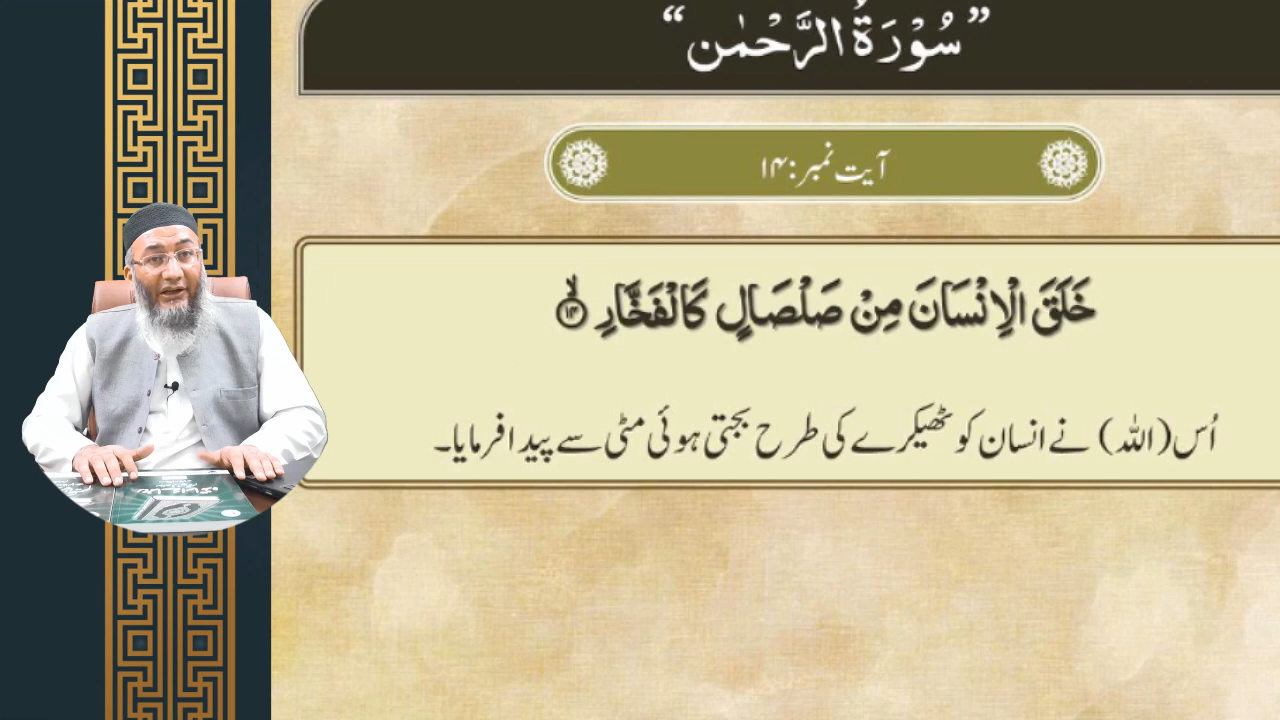 ”سُوْرَةُ الرَّحْمٰن“
آیت نمبر: ۱۴
خَلَقَ الْاِنْسَانَ مِنْ صَلْصَالٍ كَالْفَخَّارِ ۙ﴿۱۴﴾
اُس (اللہ) نے انسان کو ٹھیکرے کی طرح بجتی ہوئی مٹی سے پیدا فرمایا۔